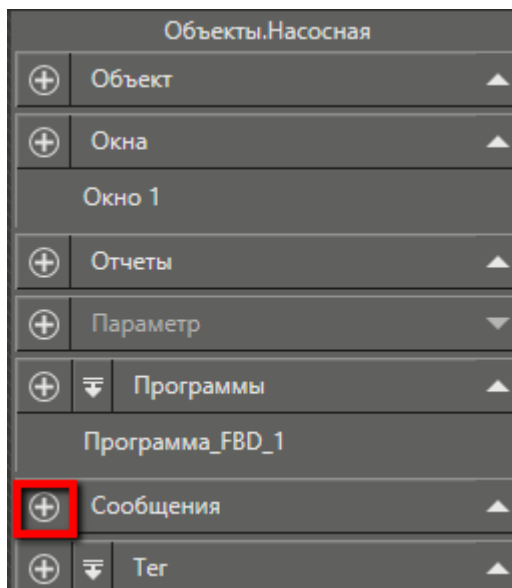 Объекты.Насосная
Объект
Окна
Окно 1
Отчеты
Параметр
Программы
Программа_FBD_1
Сообщения
Тег